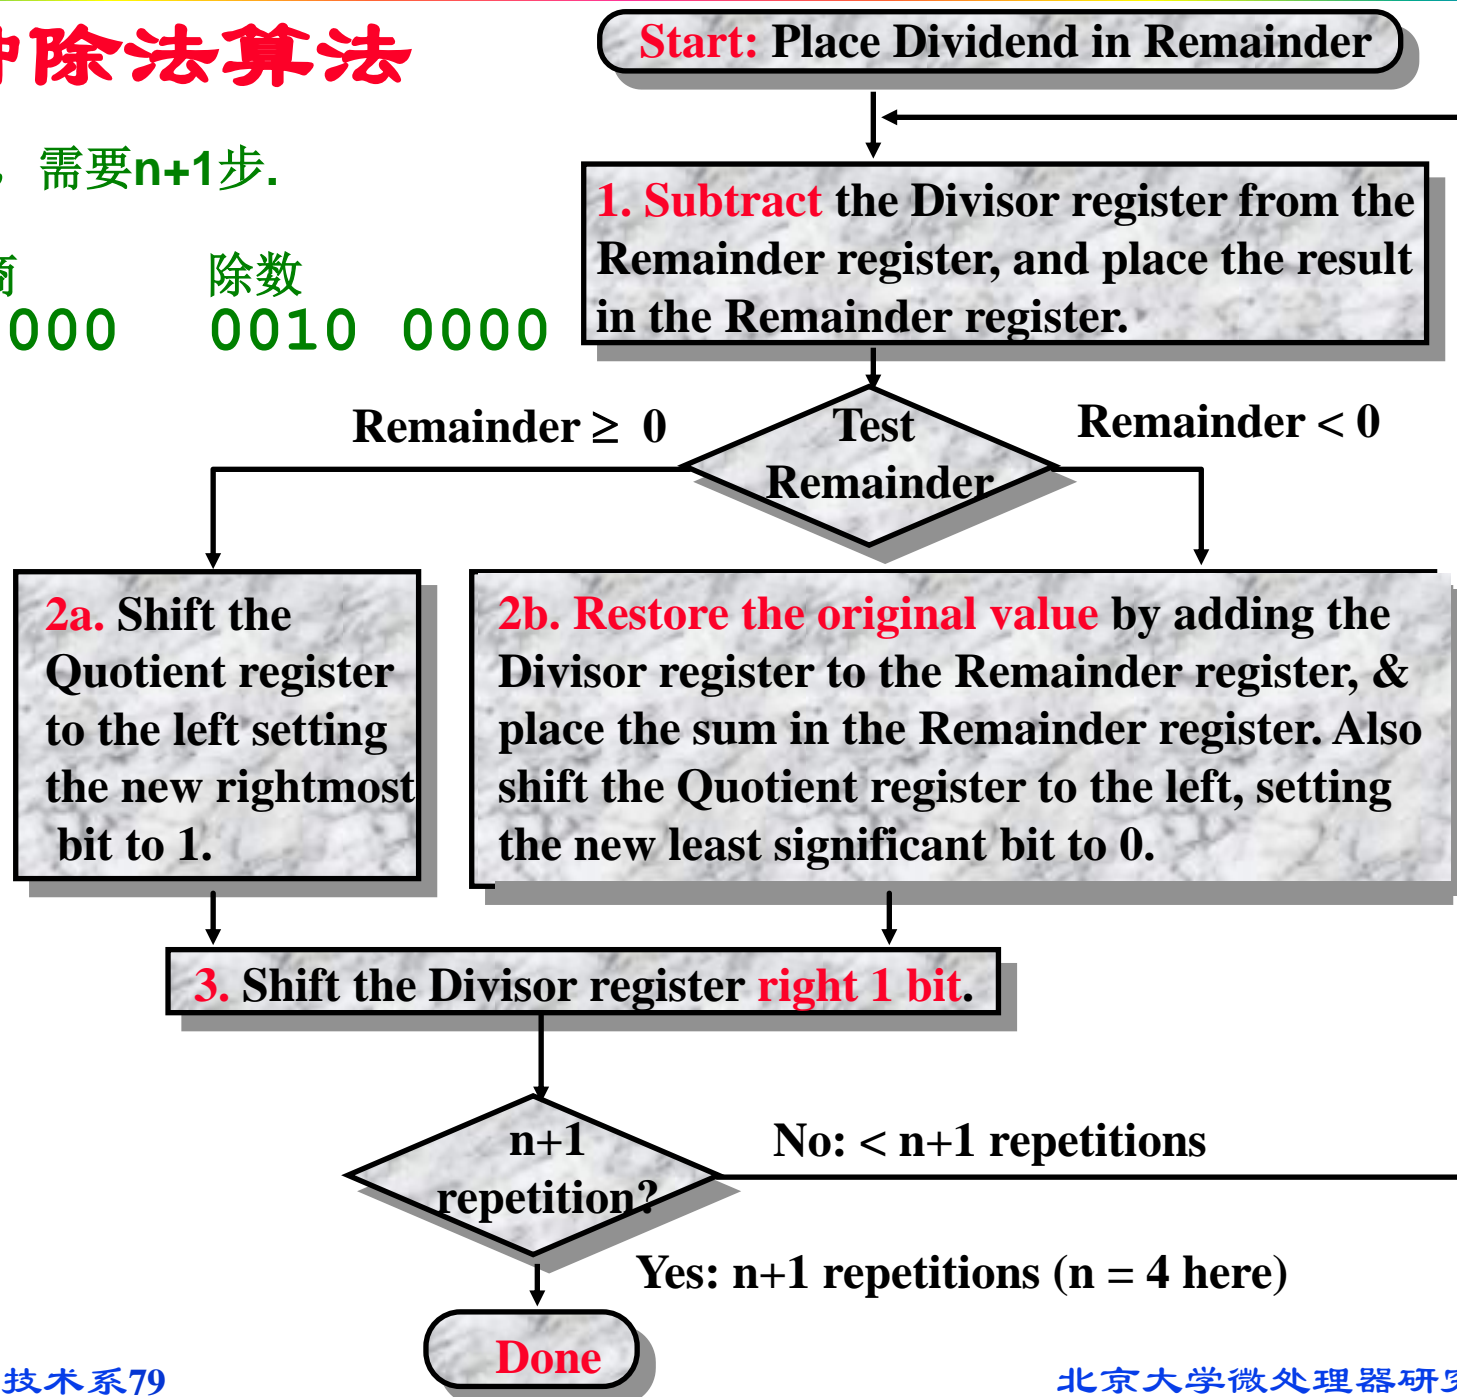 除法算法
Start: Place Dividend in Remainder
需要n+1步.
1. Subtract the Divisor register from the
Remainder register, and place the result
in the Remainder register.
除数
000 0010 0000
Remainder ≥ 0
Test
Remainder
Remainder < 0
2a. Shift the
Quotient register
to the left setting
the new rightmost
bit to 1.
2b. Restore the original value by adding the
Divisor register to the Remainder register, &
place the sum in the Remainder register. Also
shift the Quotient register to the left, setting
the new least significant bit to 0.
3. Shift the Divisor register right 1 bit.
n+1
repetition?
No: < n+1 repetitions
Yes: n+1 repetitions (n = 4 here)
Done
技术系79
北京大学微处理器研